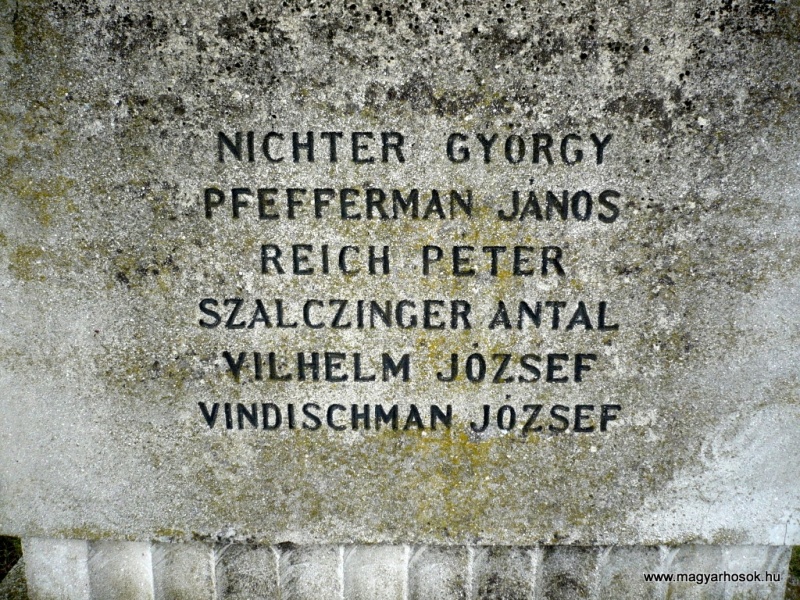 NICHTER GYÖRGY
PFEFFERMAN JÁNOS
REICH PÉTER
SZALCZINGER ANTAL
VILHELM JÓZSEF
VINDISCHMAN JÓZSEF
www.magyarhosok.hu